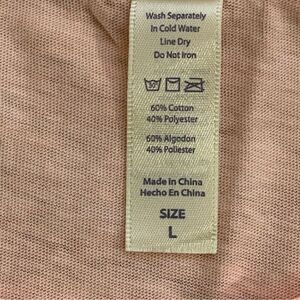 Wash Separately
In Cold Water
Line Dry
Do Not Iron
30
60% Cotton
40% Polyester
60% Algodon
40% Poliester
Made in China
Hecho En China
SIZE
L